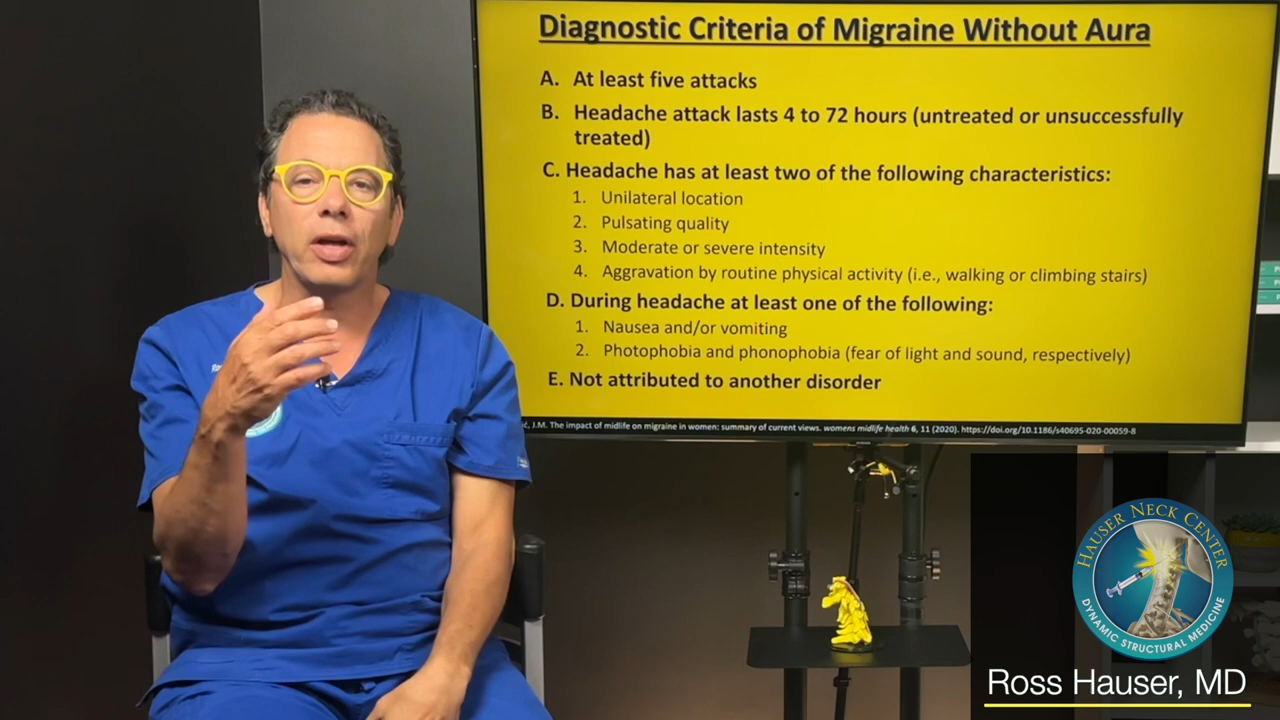 Diagnostic Criteria of Migraine Without Aura
A. At least five attacks
B. Headache attack lasts 4 to 72 hours (untreated or unsuccessfully
treated)
C. Headache has at least two of the following characteristics:
1. Unilateral location
2. Pulsating quality
3. Moderate or severe intensity
4. Aggravation by routine physical activity (i.e., walking or climbing stairs)
D. During headache at least one of the following:
1. Nausea and/or vomiting
2. Photophobia and phonophobia (fear of light and sound, respectively)
E. Not attributed to another disorder
J.M. The impact of midlife on migraine in women: summary of current views. womens midlife health 6, 11 (2020). https://doi.org/10.1186/s40695-020-00059-8
HAUSER NECK CENTER
DYNAMIC STRUCTURAL MEDICINE
Ross Hauser, MD